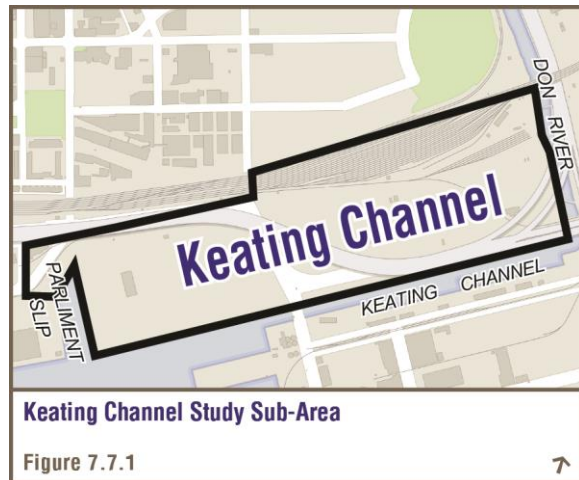 DON RIVER
Keating Channel
PARLIMENT
SLIP
KEATING CHANNEL
Keating Channel Study Sub-Area
Figure 7.7.1